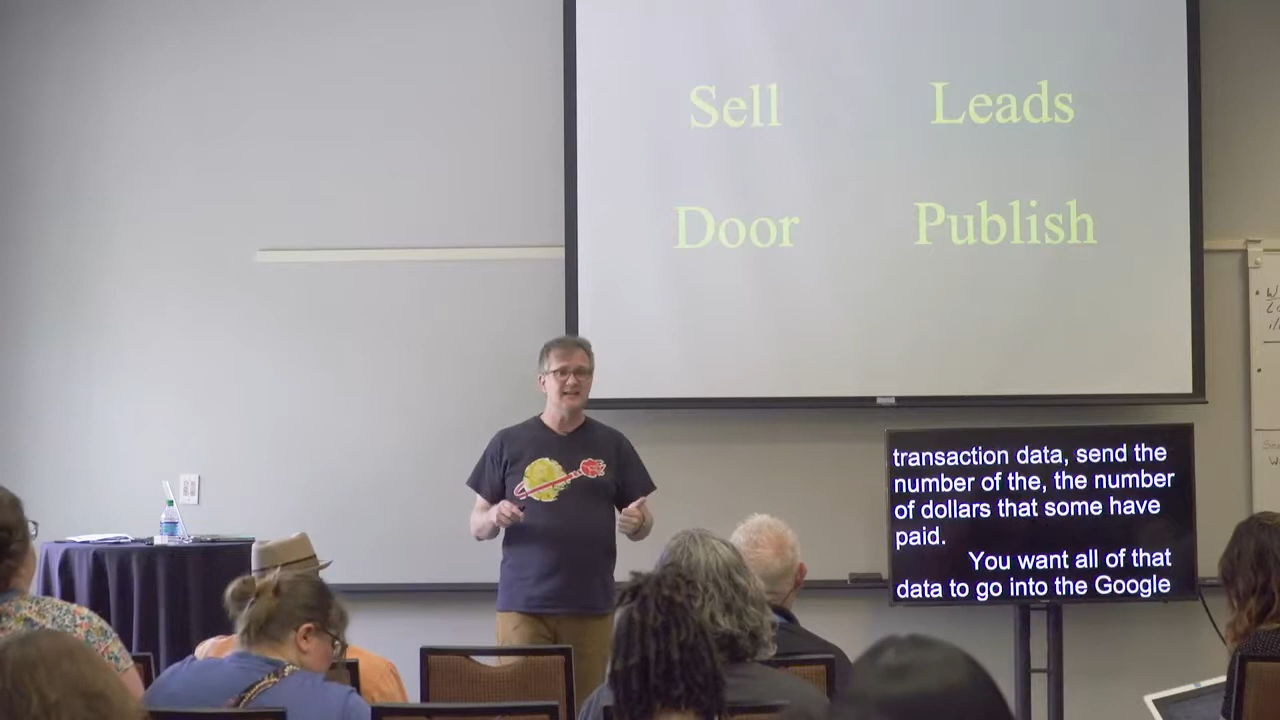 Sell Leads
Door Publish
transaction data, send the
number of the, the number
of dollars that some have
paid.
You want all of that
data to go into the Google